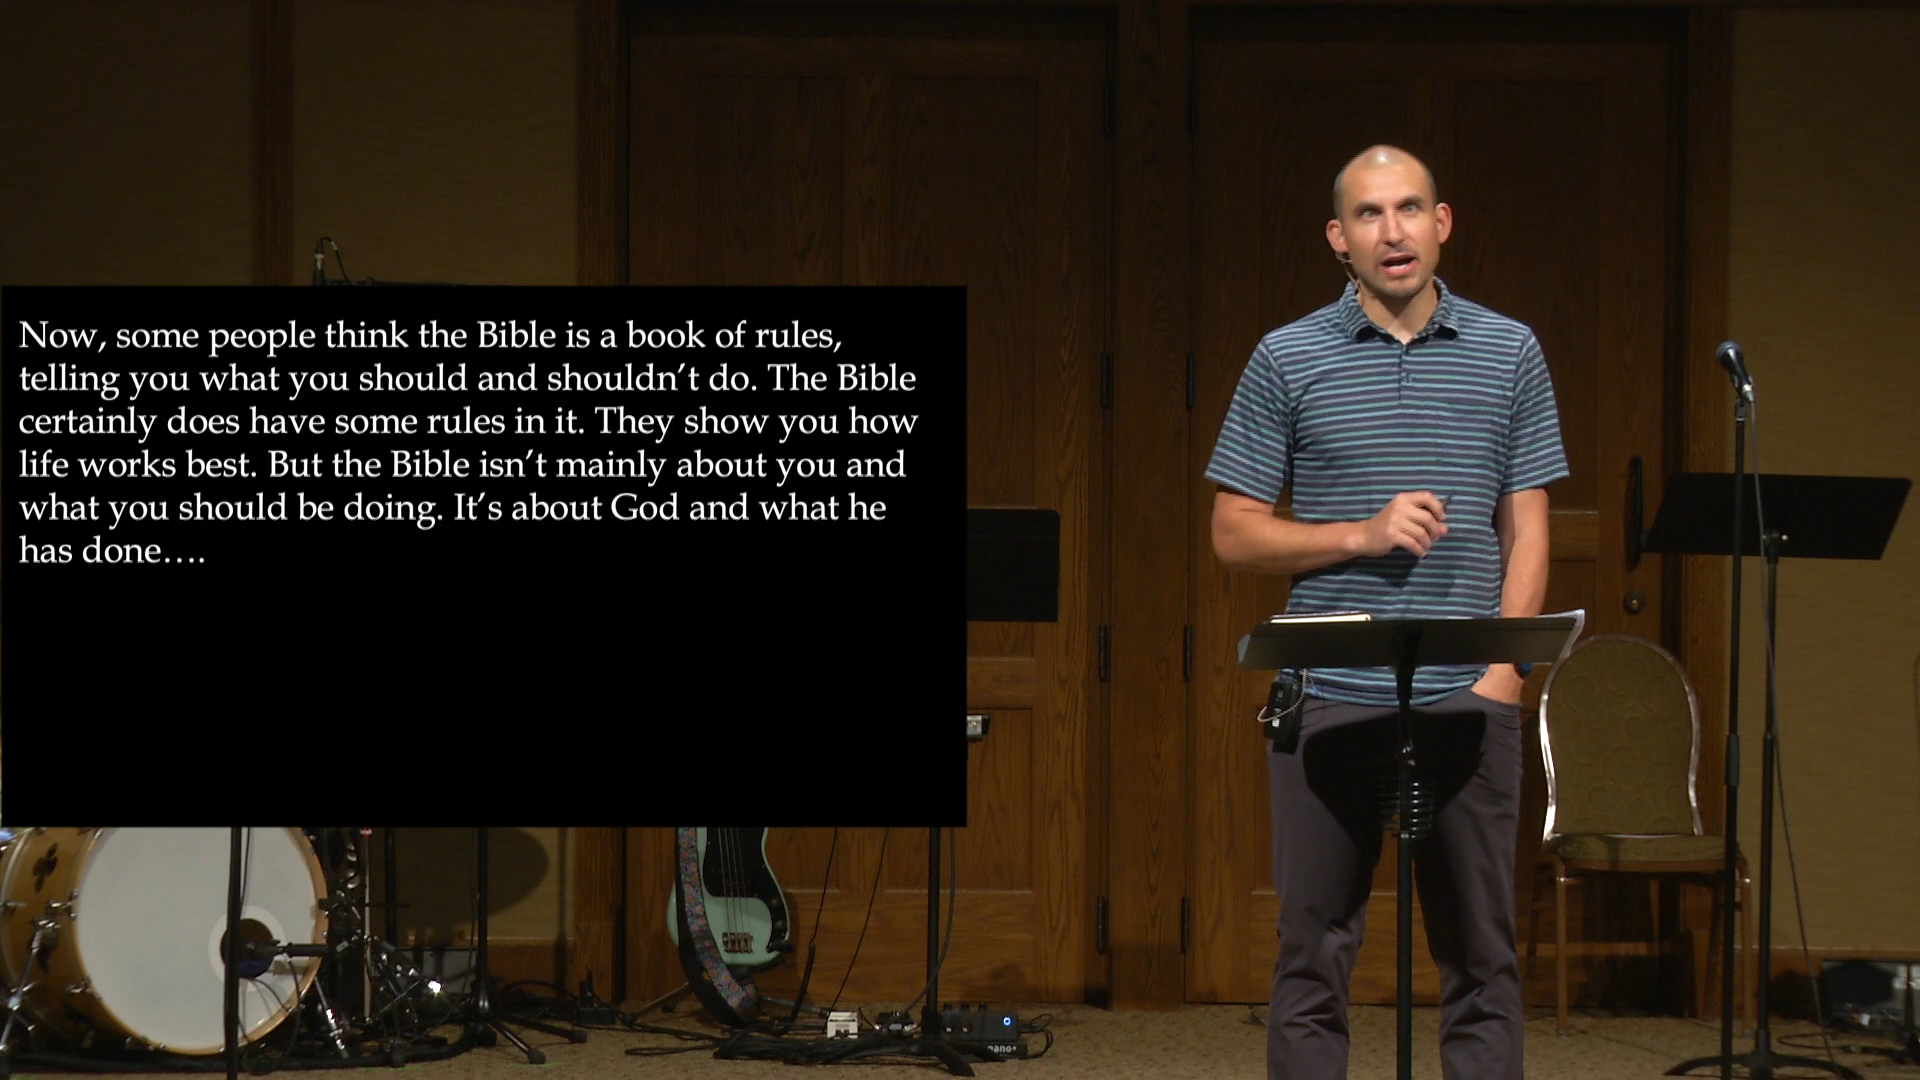 Now, some people think the Bible is a book of rules,
telling you what you should and shouldn't do. The Bible
certainly does have some rules in it. They show you how
life works best. But the Bible isn't mainly about you and
what you should be doing. It's about God and what he
has done….
nano+